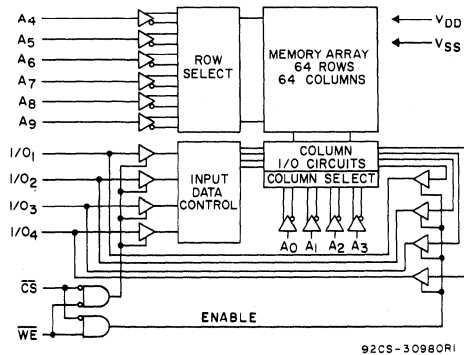 A4
A5
A6
A7
A8
A9
ROW
SELECT
MEMORY ARRAY
64 ROWS
64 COLUMNS
VDD
VSS
I/O1
I/O2
I/O3
I/O4
INPUT
DATA
CONTROL
COLUMN
I/O CIRCUITS
COLUMN SELECT
A0 A1 A2 A3
CS
WE
ENABLE
92CS-30980R1